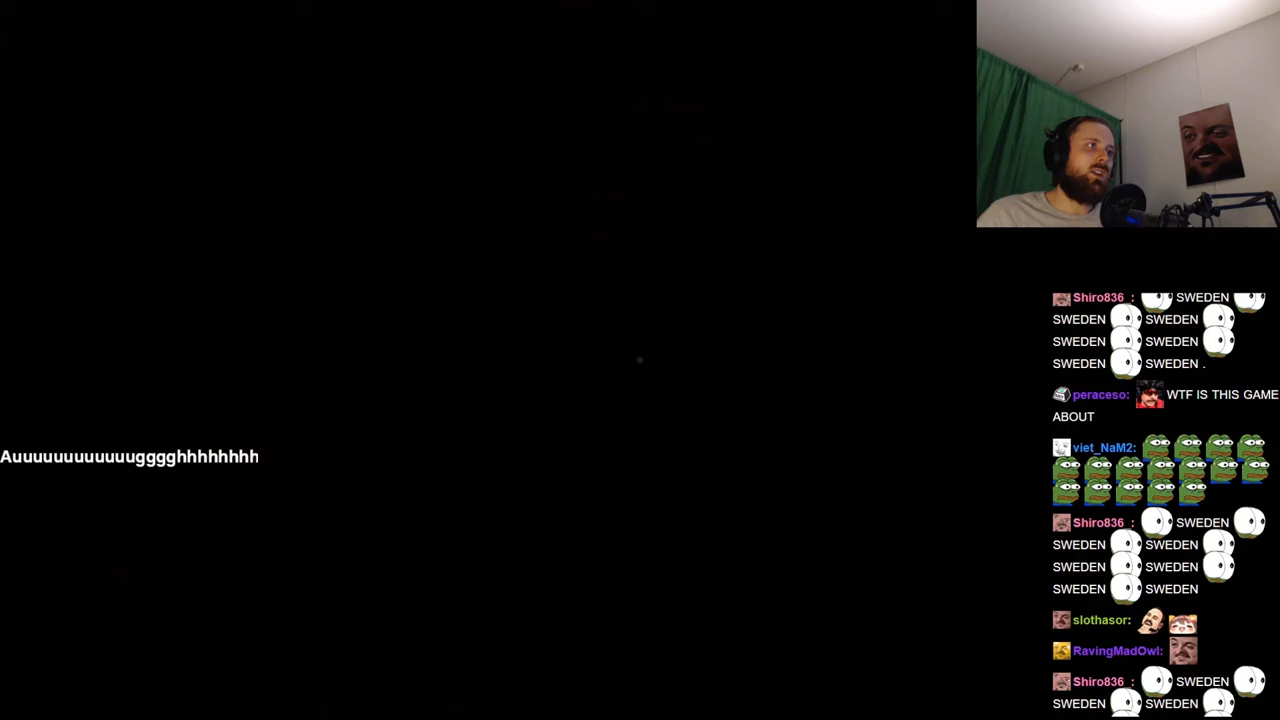 Auuuuuuuuuuuugggghhhhhhhh
Shiro836 : SWEDEN
SWEDEN SWEDEN
SWEDEN SWEDEN
SWEDEN SWEDEN .
peraceso: WTF IS THIS GAME
ABOUT
viet_NaM2:
Shiro836 : SWEDEN
SWEDEN SWEDEN
SWEDEN SWEDEN
SWEDEN SWEDEN
slothasor:
RavingMadOwl:
Shiro836 : SWEDEN
SWEDEN SWEDEN